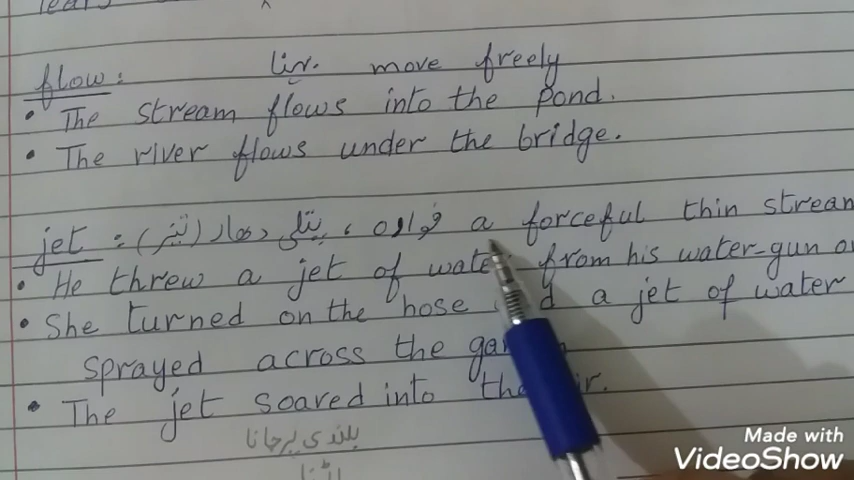 flow: move freely
• The stream flows into the pond.
• The river flows under the bridge.
jet : فوارہ ، پتلی دھار (تیز) a forceful thin stream
• He threw a jet of water from his water-gun
• She turned on the hose a jet of water
sprayed across the
• The jet soared into the air.
بلندی پر جانا
Made with
VideoShow